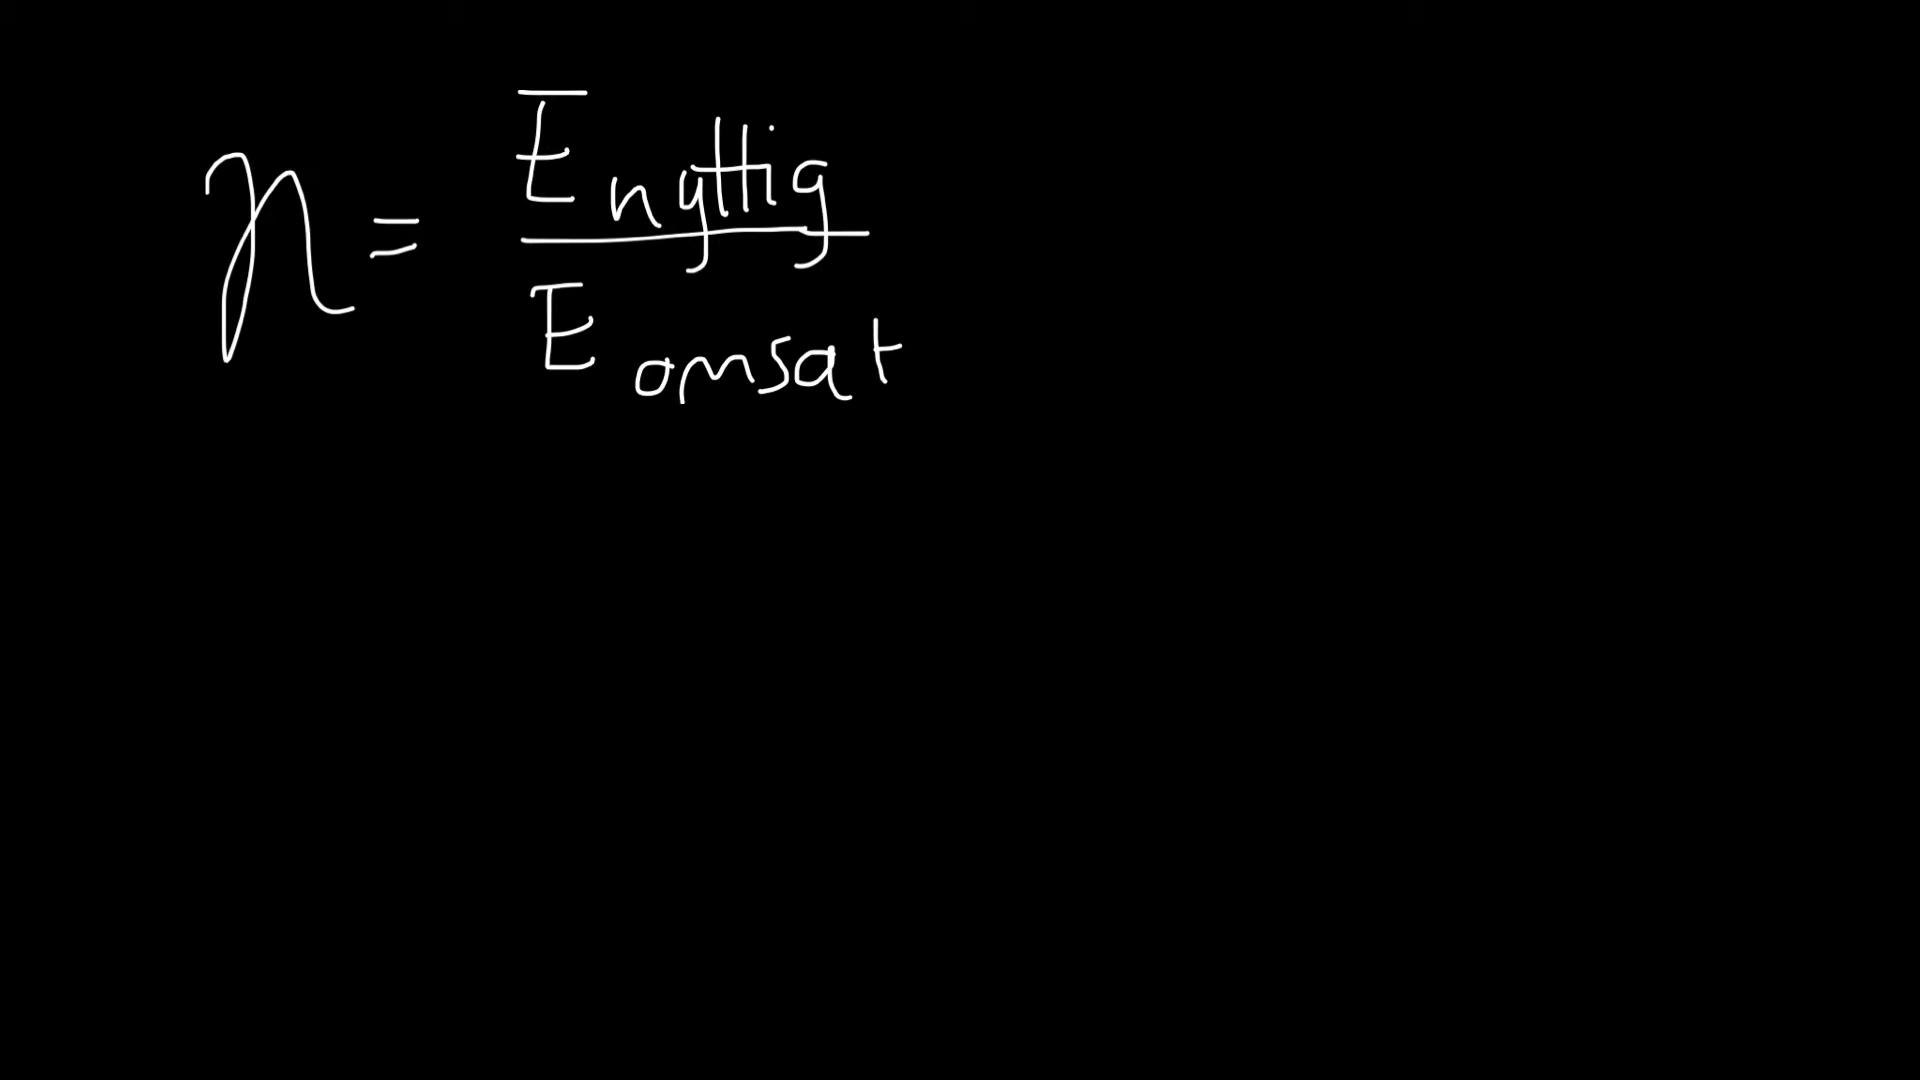 η = E nyttig
E omsat